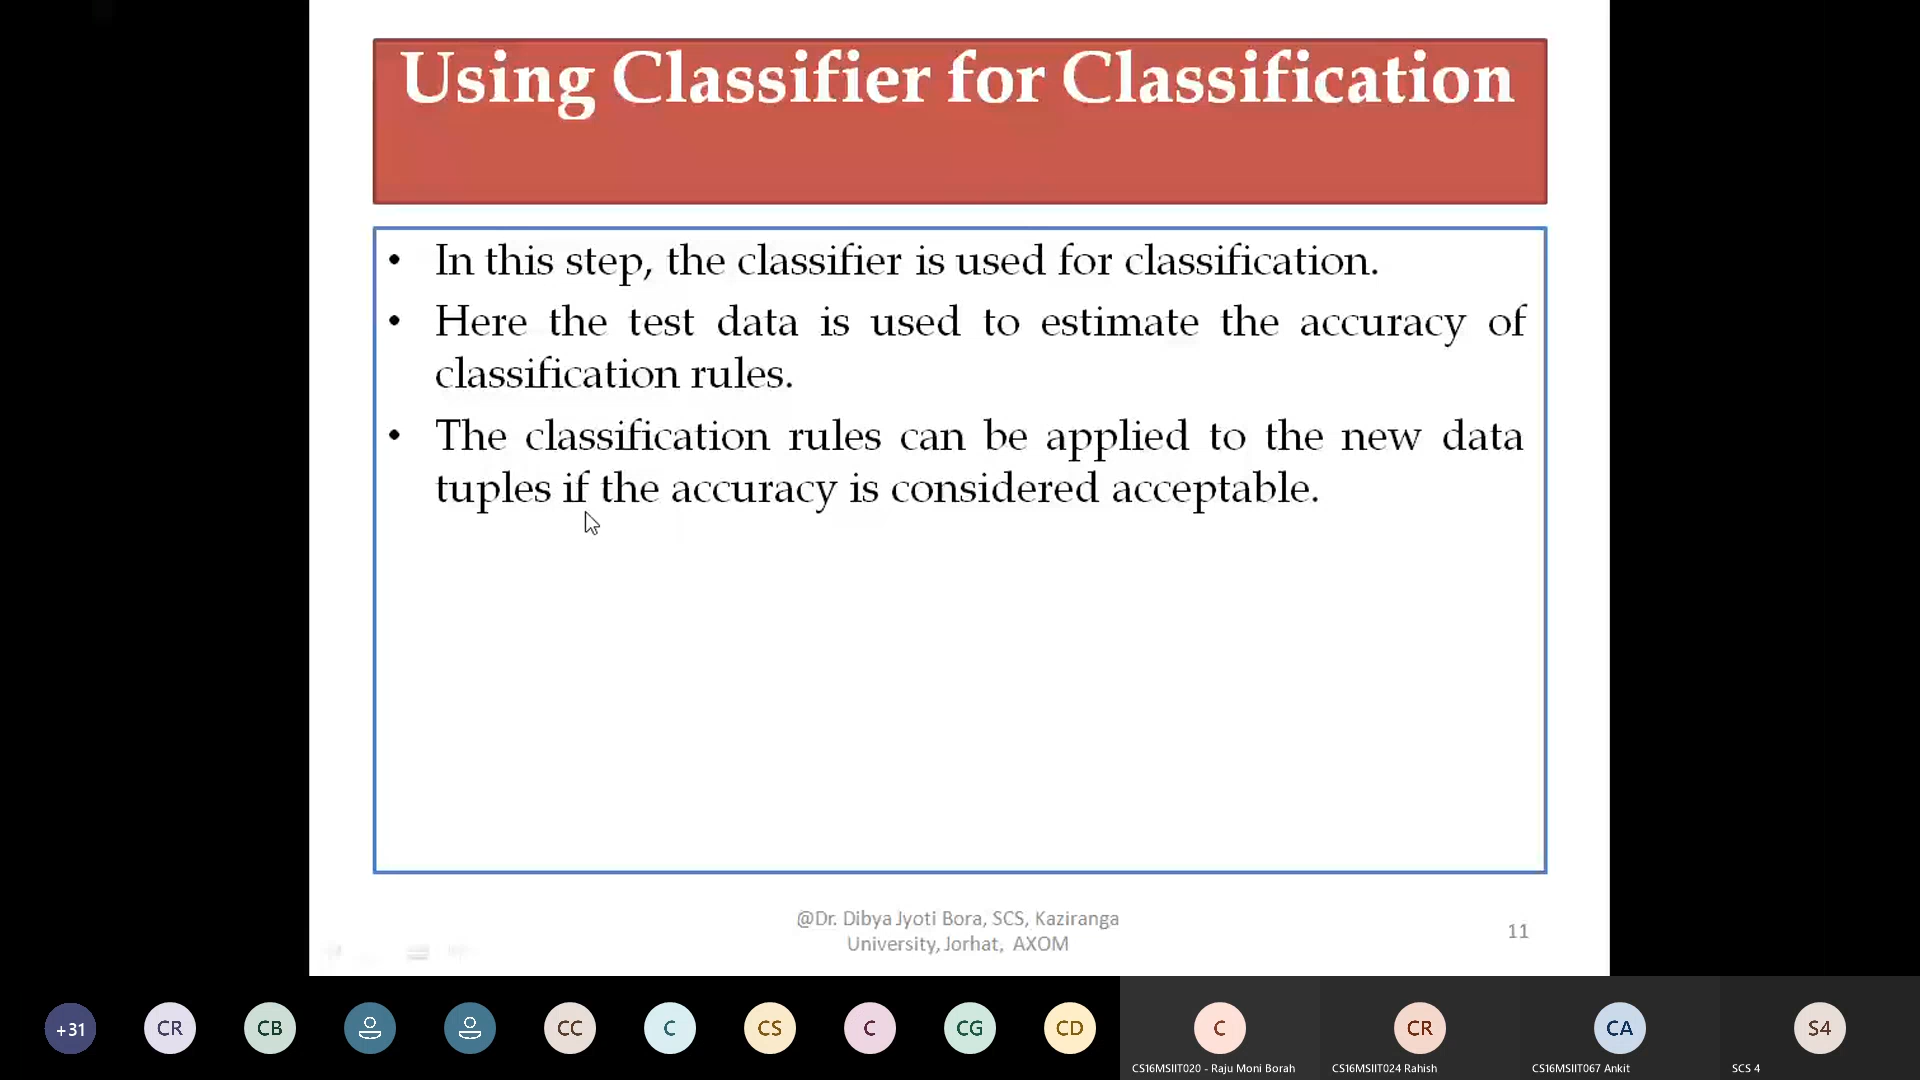 Using Classifier for Classification
• In this step, the classifier is used for classification.
• Here the test data is used to estimate the accuracy of
classification rules.
• The classification rules can be applied to the new data
tuples if the accuracy is considered acceptable.
@Dr. Dibya Jyoti Bora, SCS, Kaziranga
University, Jorhat, AXOM
11
+31
CR
CB
CC
C
CS
C
CG
CD
C
CR
CA
S4
CS16MSIIT020 - Raju Moni Borah
CS16MSIIT024 Rahish
CS16MSIIT067 Ankit
SCS 4